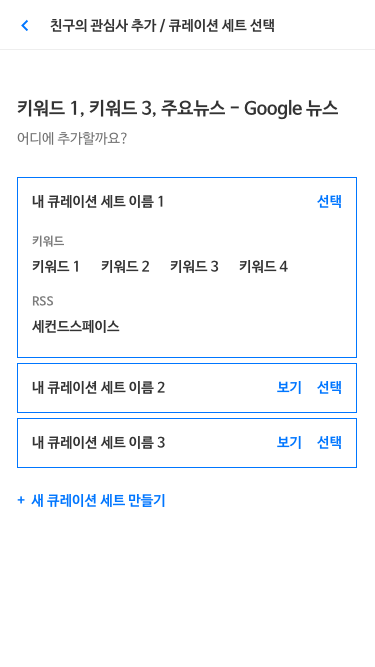 친구의 관심사 추가 / 큐레이션 세트 선택
키워드 1, 키워드 3, 주요뉴스 - Google 뉴스
어디에 추가할까요?
내 큐레이션 세트 이름 1 선택
키워드
키워드 1 키워드 2 키워드 3 키워드 4
RSS
세컨드스페이스
내 큐레이션 세트 이름 2 보기 선택
내 큐레이션 세트 이름 3 보기 선택
+ 새 큐레이션 세트 만들기